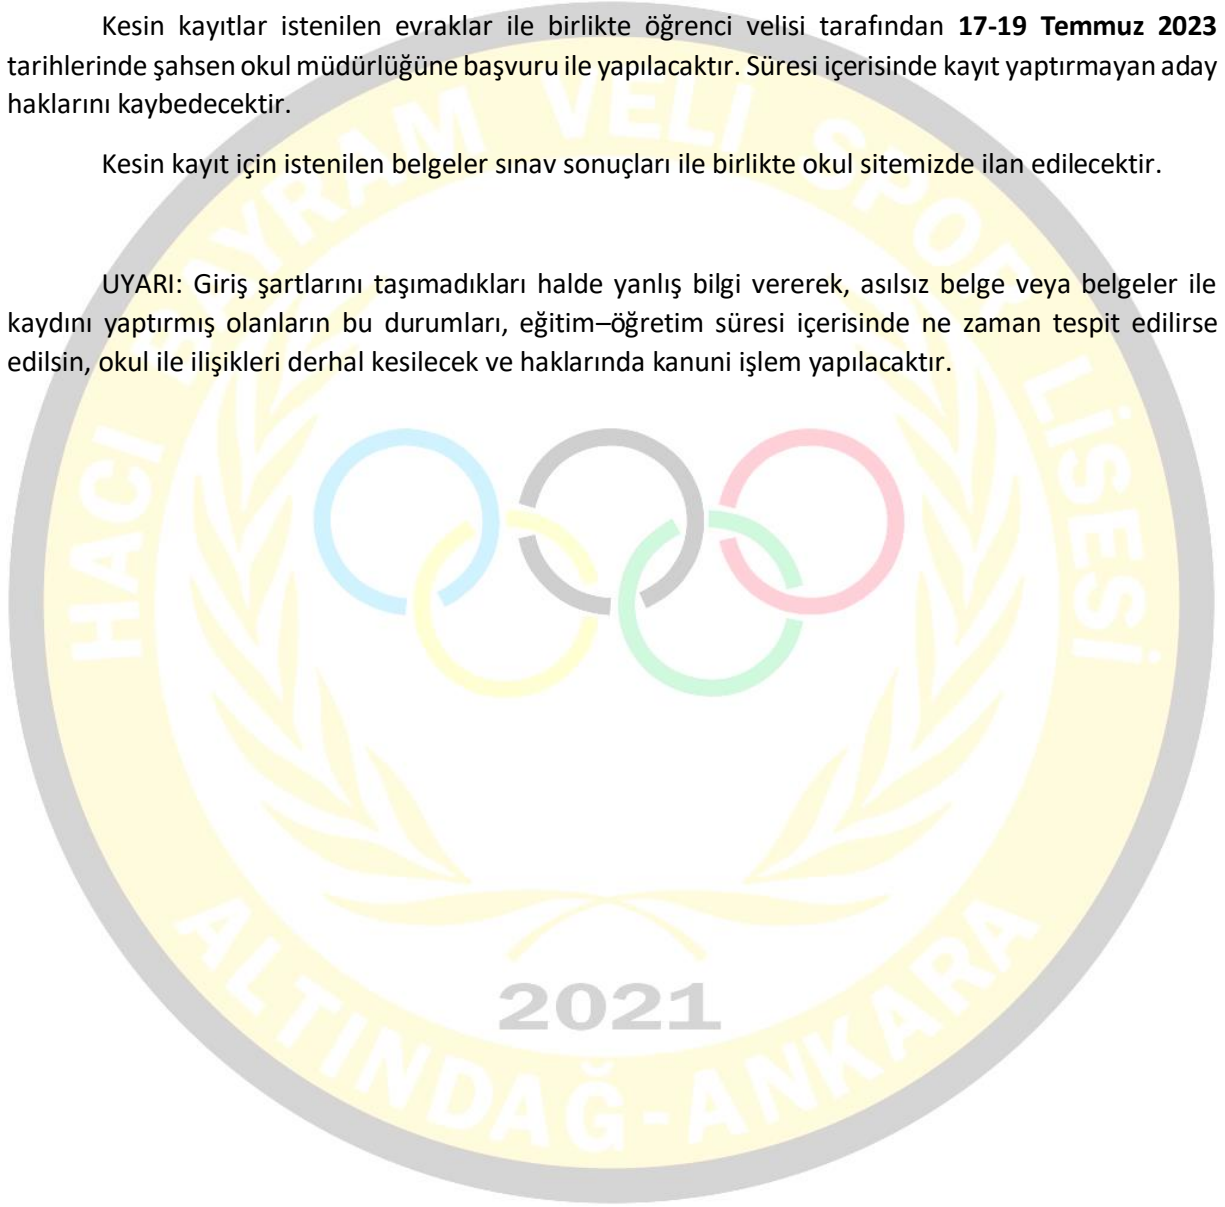 Kesin kayıtlar istenilen evraklar ile birlikte öğrenci velisi tarafından 17-19 Temmuz 2023
tarihlerinde şahsen okul müdürlüğüne başvuru ile yapılacaktır. Süresi içerisinde kayıt yaptırmayan aday
haklarını kaybedecektir.
Kesin kayıt için istenilen belgeler sınav sonuçları ile birlikte okul sitemizde ilan edilecektir.
UYARI: Giriş şartlarını taşımadıkları halde yanlış bilgi vererek, asılsız belge veya belgeler ile
kaydını yaptırmış olanların bu durumları, eğitim–öğretim süresi içerisinde ne zaman tespit edilirse
edilsin, okul ile ilişikleri derhal kesilecek ve haklarında kanuni işlem yapılacaktır.
HACI BAYRAM VELİ SPOR LİSESİ
2021
ALTINDAĞ-ANKARA